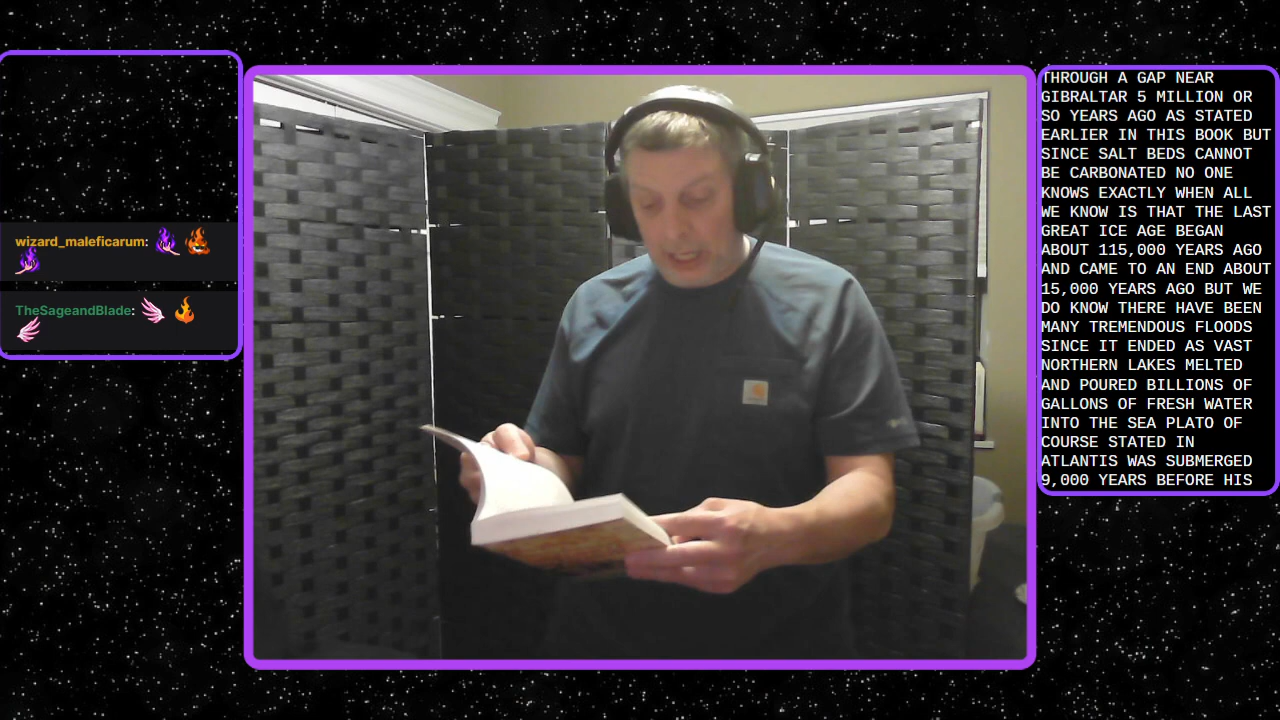 wizard_maleficarum:
TheSageandBlade:
THROUGH A GAP NEAR
GIBRALTAR 5 MILLION OR
SO YEARS AGO AS STATED
EARLIER IN THIS BOOK BUT
SINCE SALT BEDS CANNOT
BE CARBONATED NO ONE
KNOWS EXACTLY WHEN ALL
WE KNOW IS THAT THE LAST
GREAT ICE AGE BEGAN
ABOUT 115,000 YEARS AGO
AND CAME TO AN END ABOUT
15,000 YEARS AGO BUT WE
DO KNOW THERE HAVE BEEN
MANY TREMENDOUS FLOODS
SINCE IT ENDED AS VAST
NORTHERN LAKES MELTED
AND POURED BILLIONS OF
GALLONS OF FRESH WATER
INTO THE SEA PLATO OF
COURSE STATED IN
ATLANTIS WAS SUBMERGED
9,000 YEARS BEFORE HIS